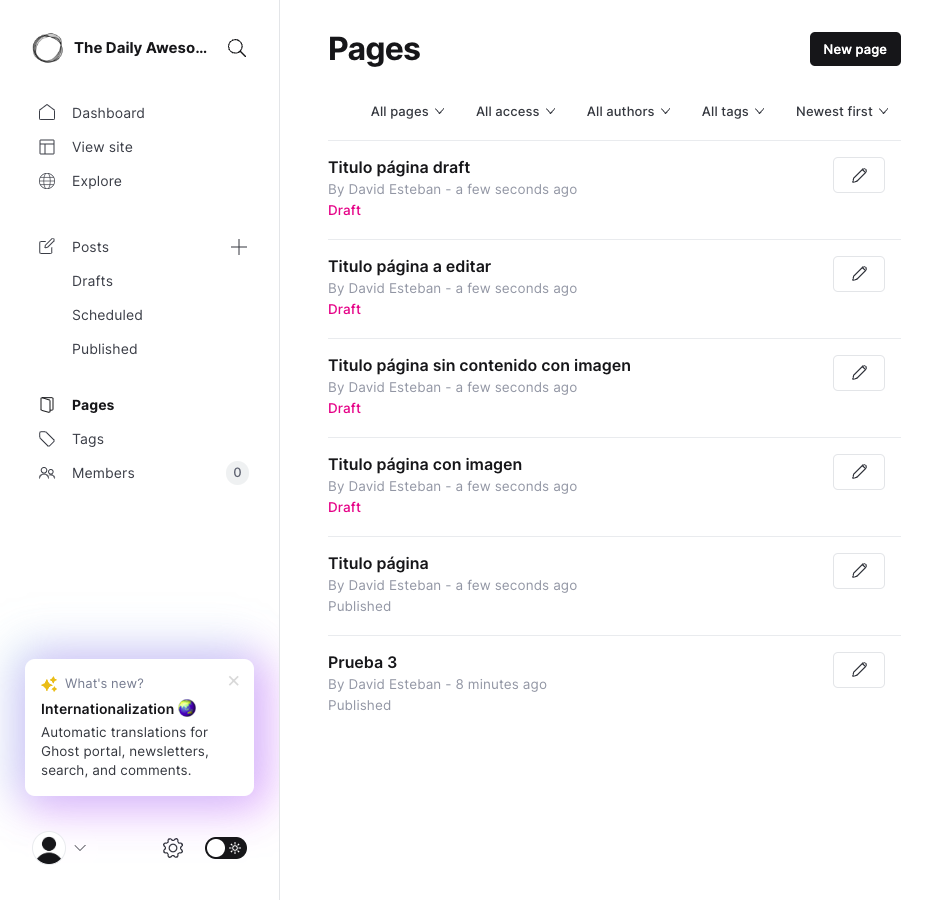 The Daily Aweso...
Dashboard
View site
Explore
Posts
Drafts
Scheduled
Published
Pages
Tags
Members 0
What's new?
Internationalization
Automatic translations for
Ghost portal, newsletters,
search, and comments.
Pages
New page
All pages All access All authors All tags Newest first
Titulo página draft
By David Esteban - a few seconds ago
Draft
Titulo página a editar
By David Esteban - a few seconds ago
Draft
Titulo página sin contenido con imagen
By David Esteban - a few seconds ago
Draft
Titulo página con imagen
By David Esteban - a few seconds ago
Draft
Titulo página
By David Esteban - a few seconds ago
Published
Prueba 3
By David Esteban - 8 minutes ago
Published